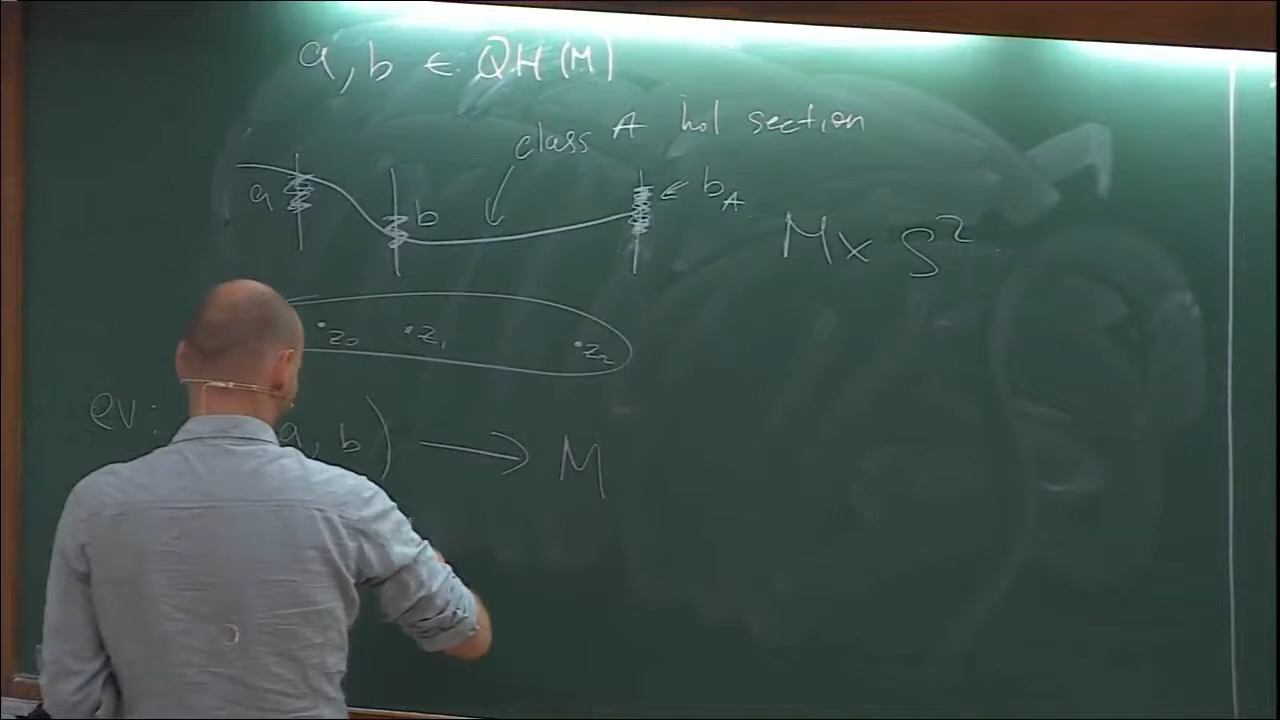 a, b ∈ QH(M)
class A hol section
a b ← b_A
M × S²
z₀ z₁ z₂
ev: a, b) ⟶ M